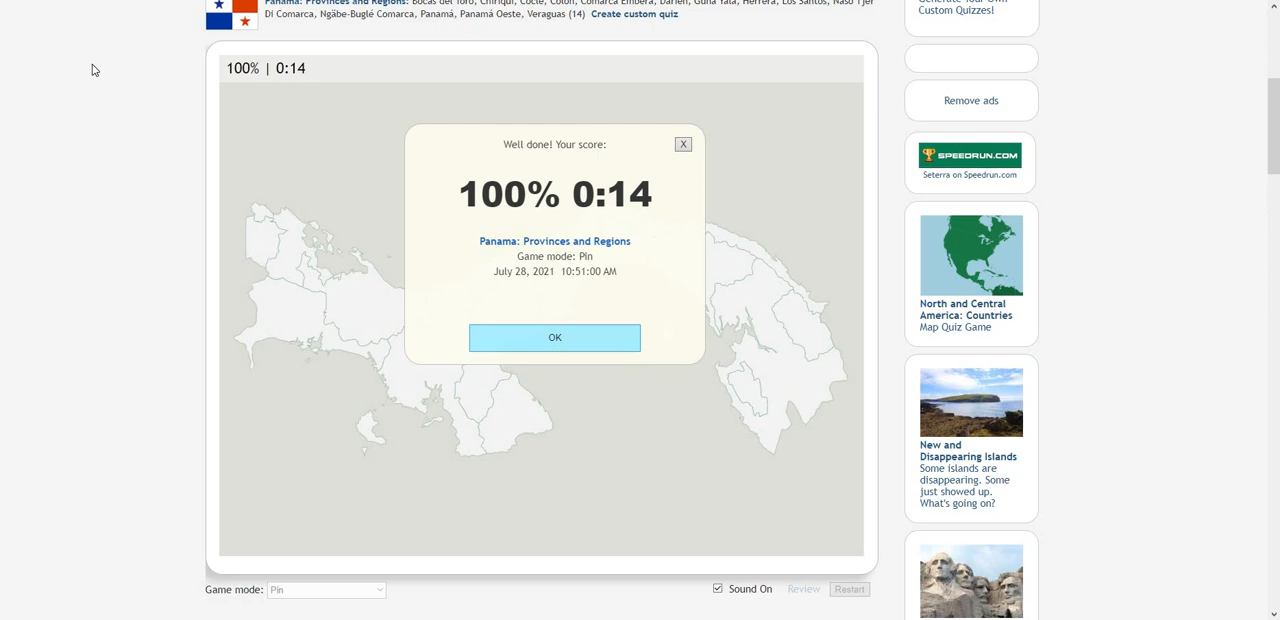 Panama: Provinces and Regions: Bocas del Toro, Chiriquí, Coclé, Colón, Comarca Emberá, Darién, Guna Yala, Herrera, Los Santos, Naso Tjer
Di Comarca, Ngäbe-Buglé Comarca, Panamá, Panamá Oeste, Veraguas (14) Create custom quiz
100% | 0:14
Well done! Your score:
X
100% 0:14
Panama: Provinces and Regions
Game mode: Pin
July 28, 2021 10:51:00 AM
OK
Game mode: Pin
Sound On
Review
Restart
Generate Your Own
Custom Quizzes!
Remove ads
SPEEDRUN.COM
Seterra on Speedrun.com
North and Central
America: Countries
Map Quiz Game
New and
Disappearing Islands
Some islands are
disappearing. Some
just showed up.
What's going on?